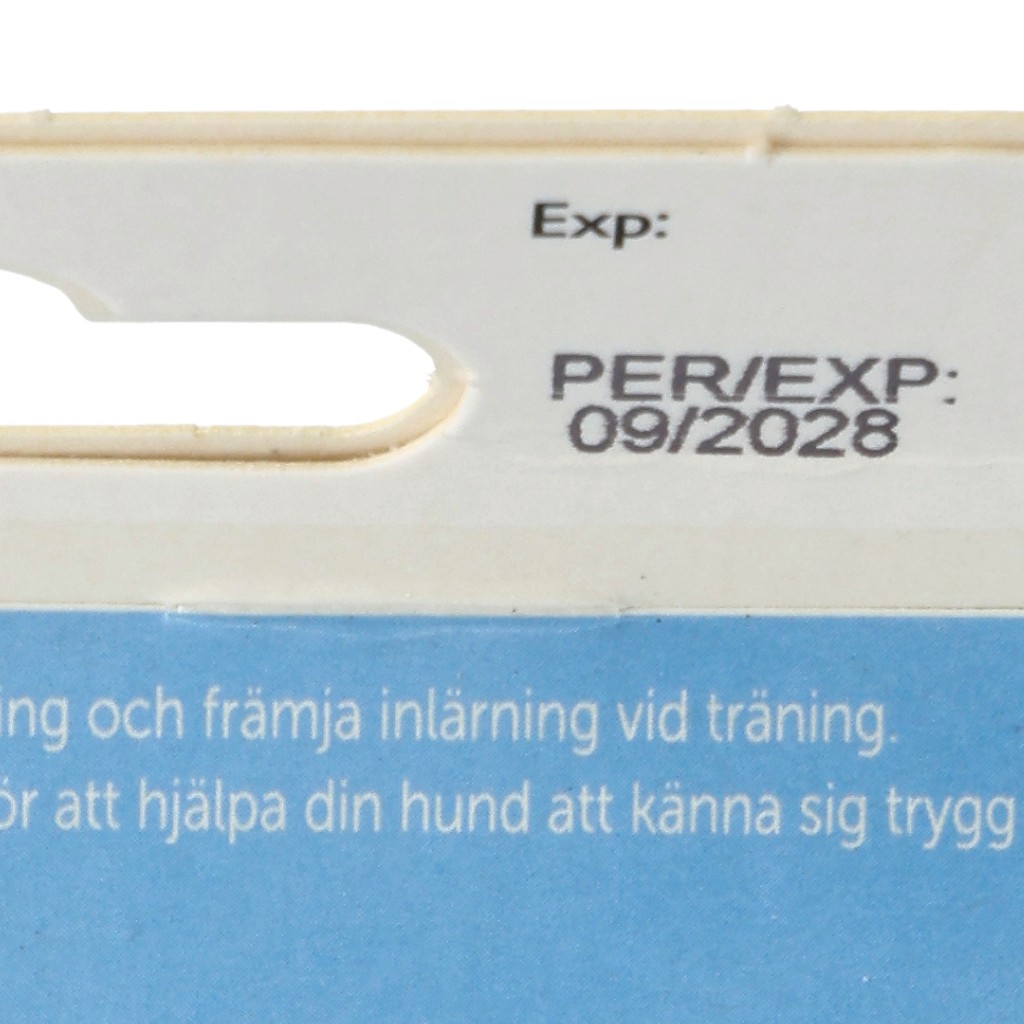 Exp:
PER/EXP:
09/2028
ing och främja inlärning vid träning.
ör att hjälpa din hund att känna sig trygg